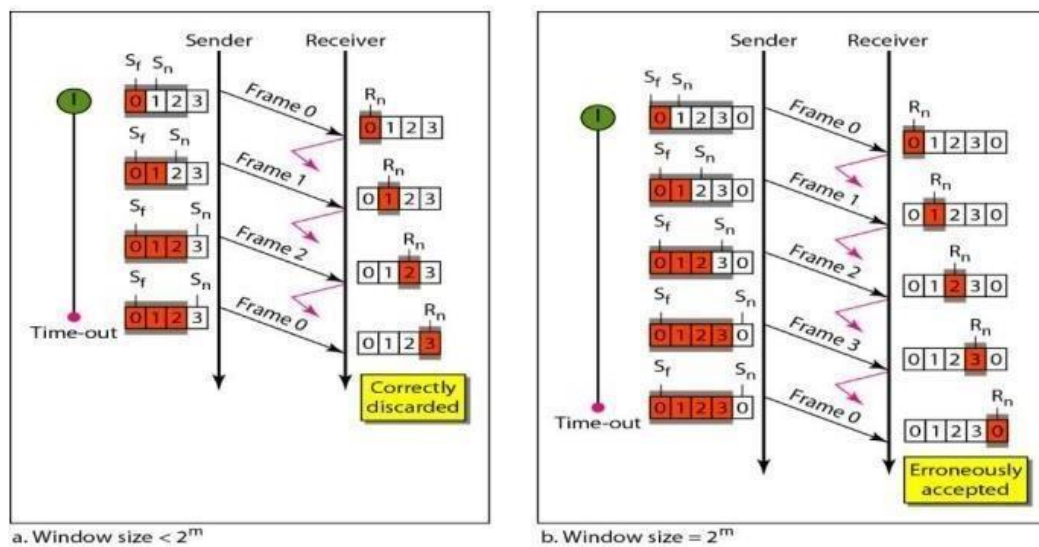 Sender Receiver
Sf Sn
I
0 1 2 3
Frame 0
Rn
0 1 2 3
Sf Sn
0 1 2 3
Frame 1
Rn
0 1 2 3
Sf Sn
0 1 2 3
Frame 2
Rn
0 1 2 3
Sf Sn
0 1 2 3
Frame 0
Rn
0 1 2 3
Time-out
Correctly
discarded
a. Window size < 2^m
Sender Receiver
Sf Sn
I
0 1 2 3 0
Frame 0
Rn
0 1 2 3 0
Sf Sn
0 1 2 3 0
Frame 1
Rn
0 1 2 3 0
Sf Sn
0 1 2 3 0
Frame 2
Rn
0 1 2 3 0
Sf Sn
0 1 2 3 0
Frame 3
Rn
0 1 2 3 0
Sf Sn
0 1 2 3 0
Frame 0
Rn
0 1 2 3 0
Time-out
Erroneously
accepted
b. Window size = 2^m